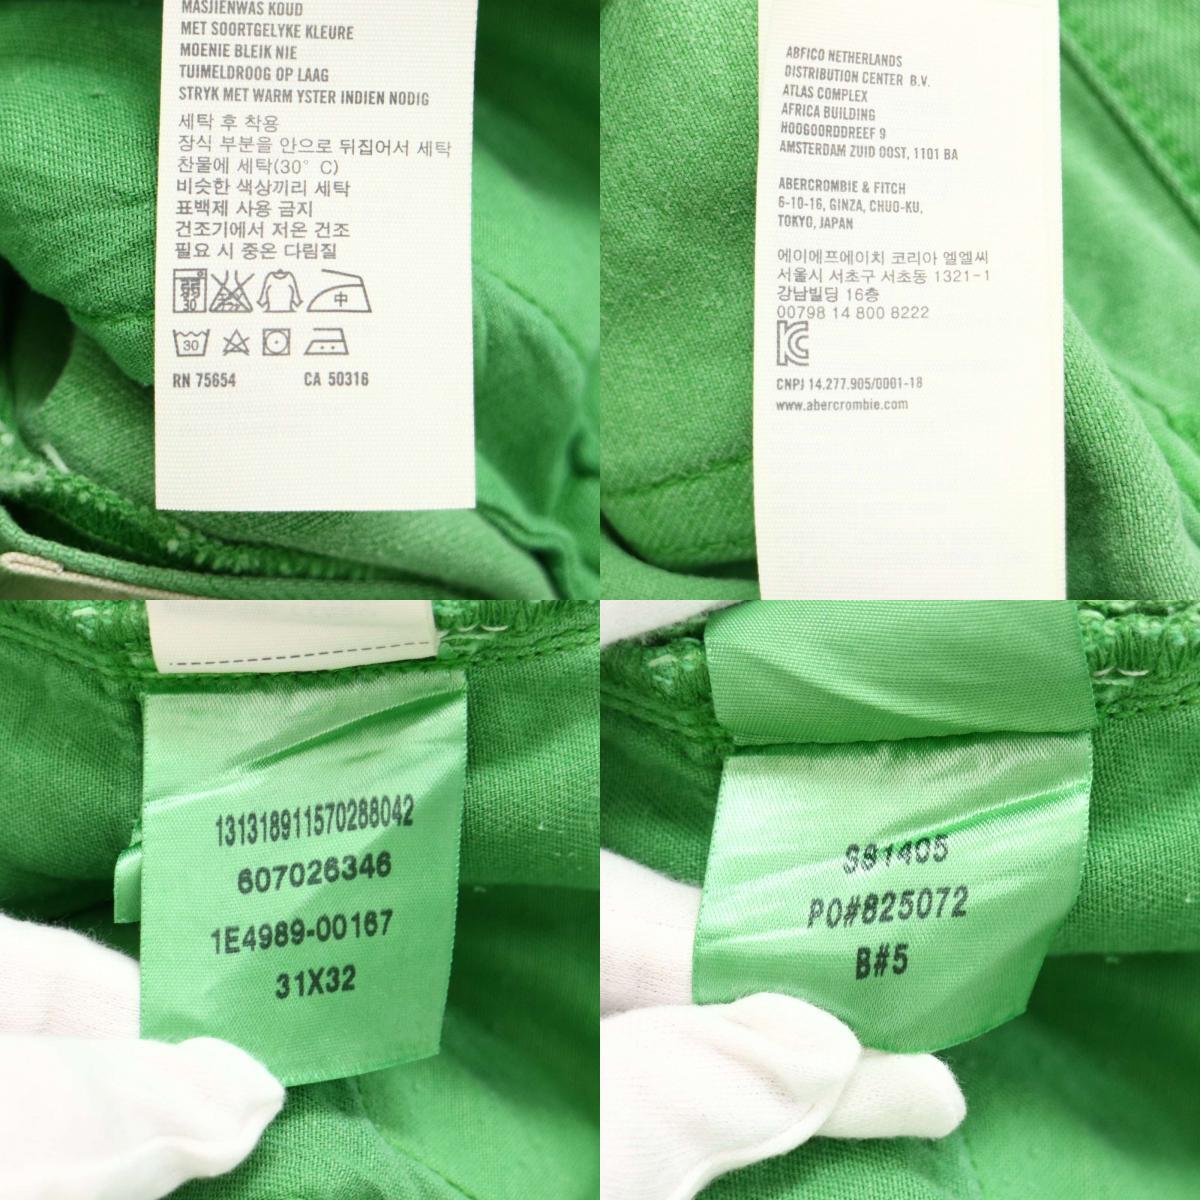 MASJIENWAS KOUD
MET SOORTGELYKE KLEURE
MOENIE BLEIK NIE
TUIMELDROOG OP LAAG
STRYK MET WARM YSTER INDIEN NODIG
세탁 후 착용
장식 부분을 안으로 뒤집어서 세탁
찬물에 세탁(30° C)
비슷한 색상끼리 세탁
표백제 사용 금지
건조기에서 저온 건조
필요 시 중온 다림질
30 中
30
RN 75654 CA 50316
ABFICO NETHERLANDS
DISTRIBUTION CENTER B.V.
ATLAS COMPLEX
AFRICA BUILDING
HOOGOORDDREEF 9
AMSTERDAM ZUID OOST, 1101 BA
ABERCROMBIE & FITCH
6-10-16, GINZA, CHUO-KU,
TOKYO, JAPAN
에이에프에이치 코리아 엘엘씨
서울시 서초구 서초동 1321-1
강남빌딩 16층
00798 14 800 8222
KC
CNPJ 14.277.905/0001-18
www.abercrombie.com
131318911570288042
607026346
1E4989-00167
31X32
S81405
PO#825072
B#5